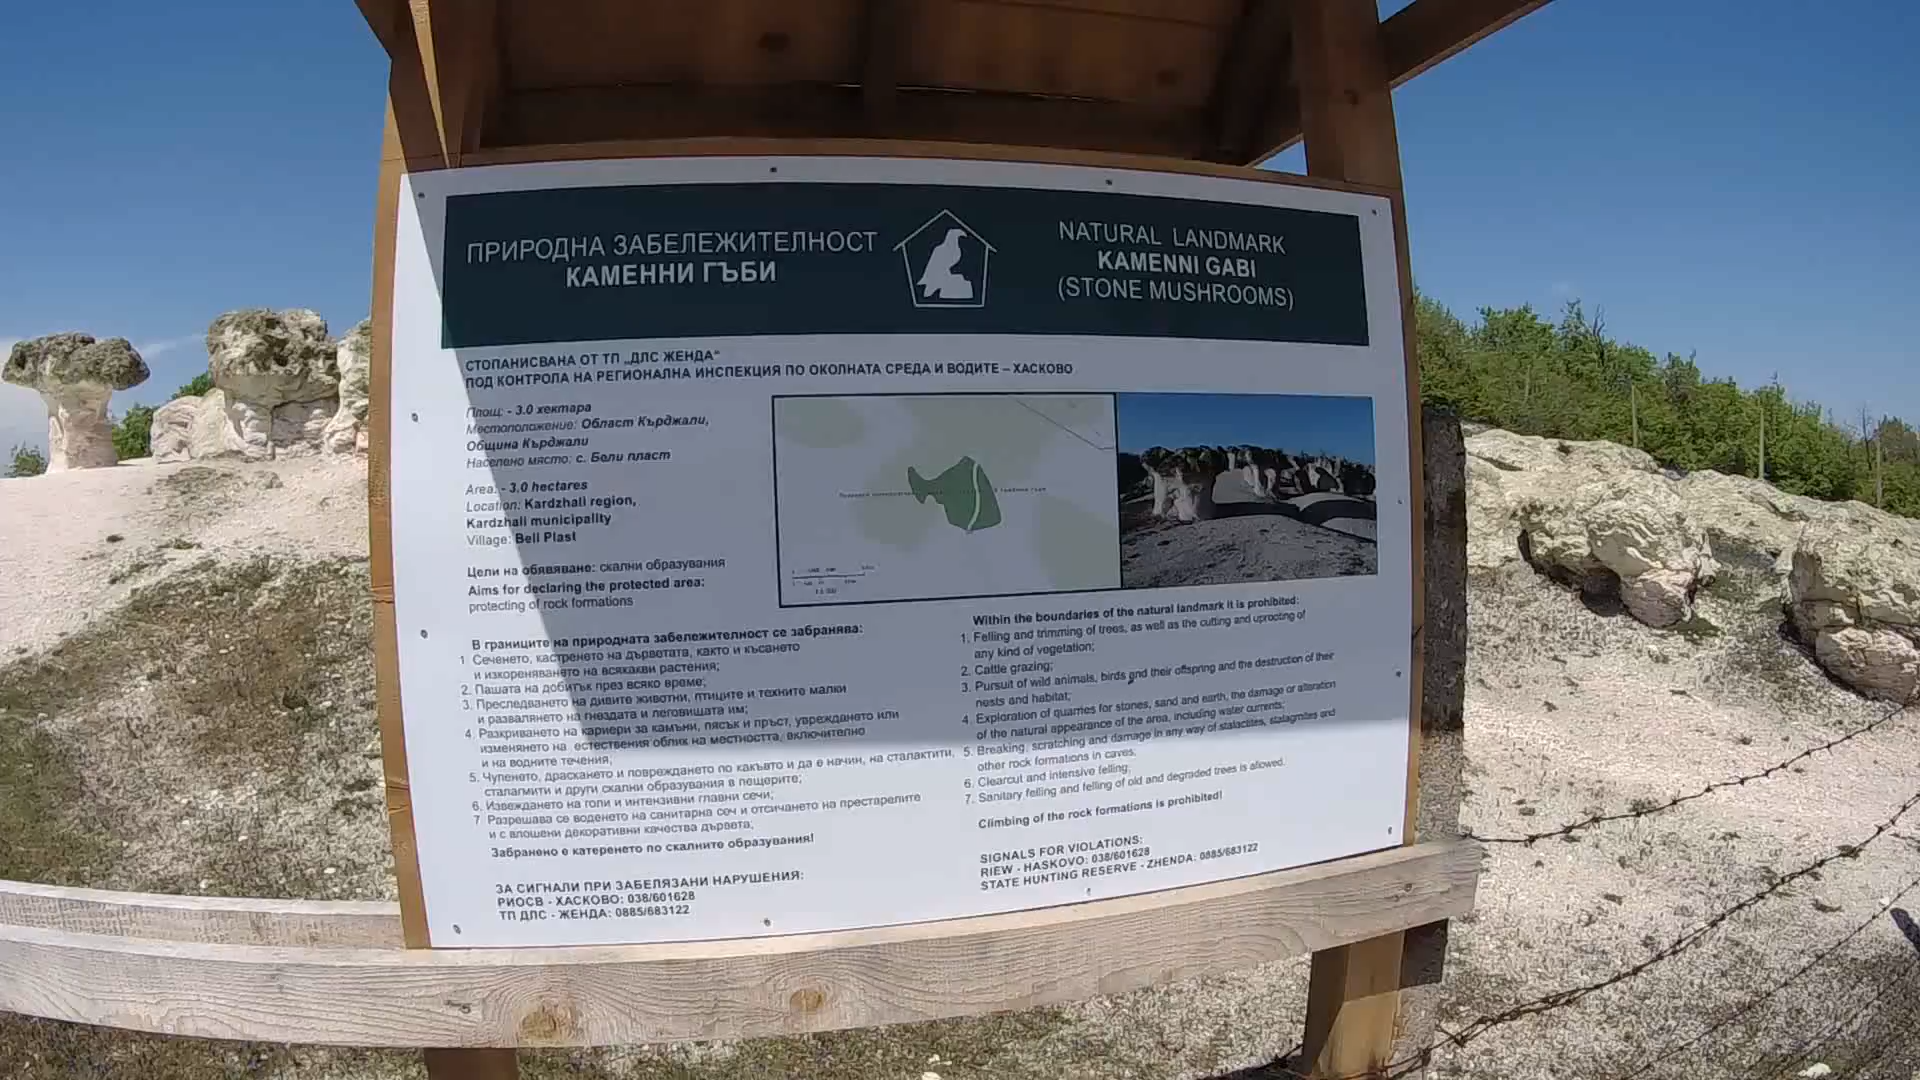 ПРИРОДНА ЗАБЕЛЕЖИТЕЛНОСТ
КАМЕННИ ГЪБИ
NATURAL LANDMARK
KAMENNI GABI
(STONE MUSHROOMS)
СТОПАНИСВАНА ОТ ТП „ДЛС ЖЕНДА“
ПОД КОНТРОЛА НА РЕГИОНАЛНА ИНСПЕКЦИЯ ПО ОКОЛНАТА СРЕДА И ВОДИТЕ – ХАСКОВО
Площ: - 3.0 хектара
Местоположение: Област Кърджали,
Община Кърджали
Населено място: с. Бели пласт
Area: - 3.0 hectares
Location: Kardzhali region,
Kardzhali municipality
Village: Beli Plast
Цели на обявяване: скални образувания
Aims for declaring the protected area:
protecting of rock formations
В границите на природната забележителност се забранява:
1 Сеченето, кастренето на дърветата, както и късането
и изкореняването на всякакви растения;
2. Пашата на добитък през всяко време;
3. Преследването на дивите животни, птиците и техните малки
и развалянето на гнездата и леговищата им;
4. Разкриването на кариери за камъни, пясък и пръст, увреждането или
изменянето на естествения облик на местността, включително
и на водните течения;
5. Чупенето, драскането и повреждането по какъвто и да е начин, на сталактити,
сталагмити и други скални образувания в пещерите;
6. Извеждането на голи и интензивни главни сечи;
7. Разрешава се воденето на санитарна сеч и отсичането на престарелите
и с влошени декоративни качества дървета;
Забранено е катеренето по скалните образувания!
ЗА СИГНАЛИ ПРИ ЗАБЕЛЯЗАНИ НАРУШЕНИЯ:
РИОСВ - ХАСКОВО: 038/601628
ТП ДЛС - ЖЕНДА: 0885/683122
Within the boundaries of the natural landmark it is prohibited:
1. Felling and trimming of trees, as well as the cutting and uprooting of
any kind of vegetation;
2. Cattle grazing;
3. Pursuit of wild animals, birds and their offspring and the destruction of their
nests and habitat;
4. Exploration of quarries for stones, sand and earth, the damage or alteration
of the natural appearance of the area, including water currents;
5. Breaking, scratching and damage in any way of stalactites, stalagmites and
other rock formations in caves;
6. Clearcut and intensive felling;
7. Sanitary felling and felling of old and degraded trees is allowed.
Climbing of the rock formations is prohibited!
SIGNALS FOR VIOLATIONS:
RIEW - HASKOVO: 038/601628
STATE HUNTING RESERVE - ZHENDA: 0885/683122